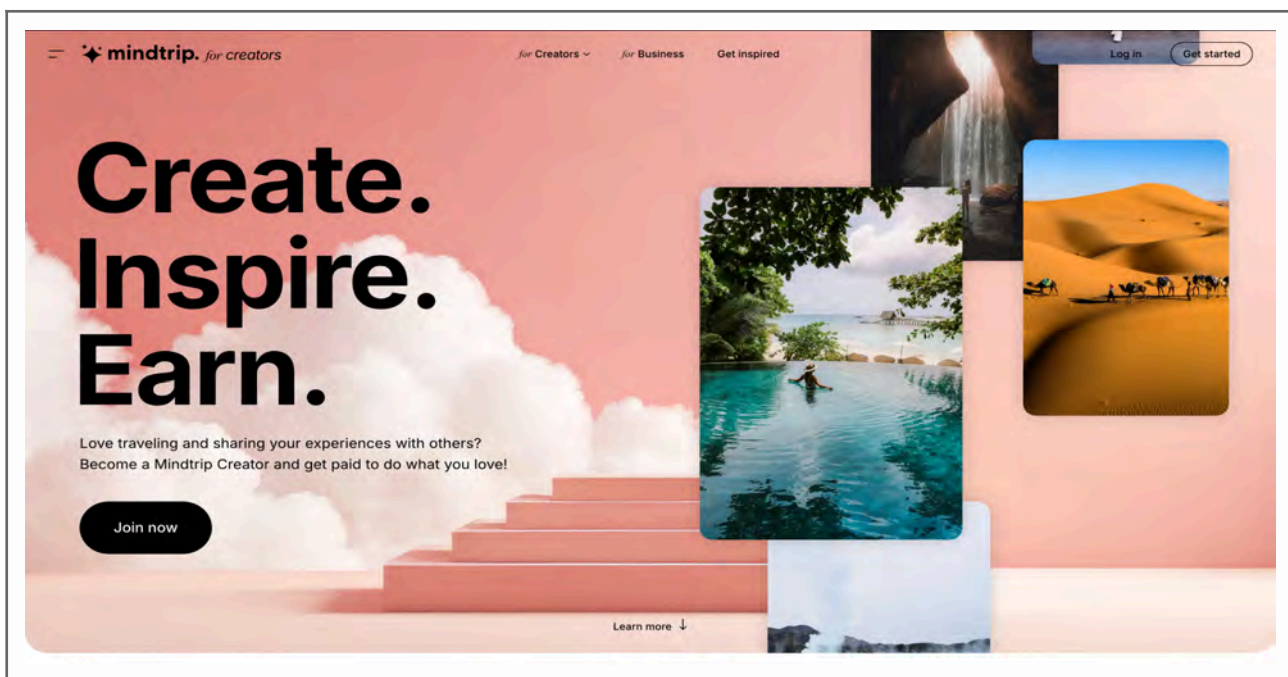 mindtrip. for creators
for Creators
for Business
Get inspired
Log in
Get started
Create.
Inspire.
Earn.
Love traveling and sharing your experiences with others?
Become a Mindtrip Creator and get paid to do what you love!
Join now
Learn more ↓